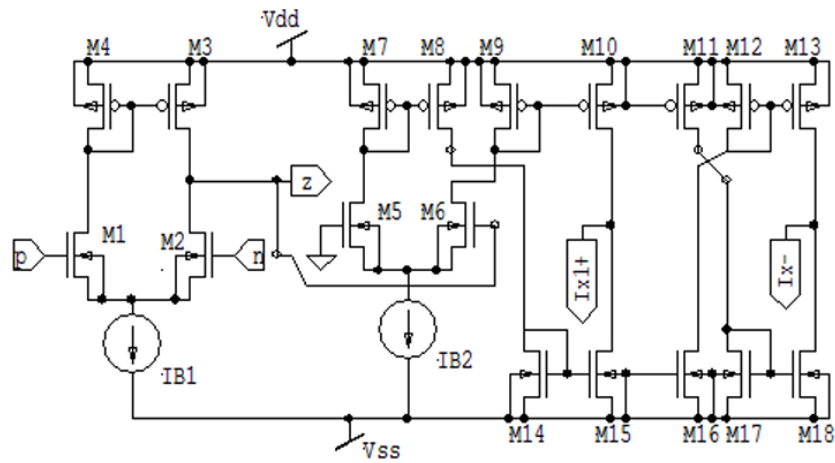 Vdd
M4 M3 M7 M8 M9 M10 M11 M12 M13
z
M1 M2 M5 M6
p n
Ix1+ Ix-
IB1 IB2
M14 M15 M16 M17 M18
Vss